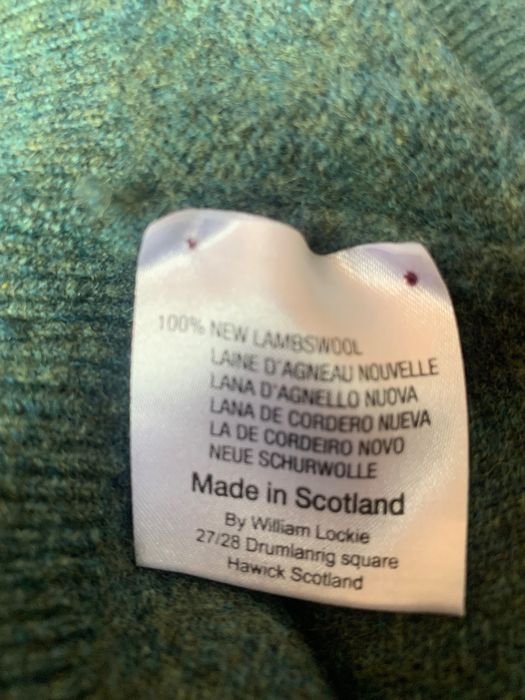 100% NEW LAMBSWOOL
LAINE D'AGNEAU NOUVELLE
LANA D'AGNELLO NUOVA
LANA DE CORDERO NUEVA
LA DE CORDEIRO NOVO
NEUE SCHURWOLLE
Made in Scotland
By William Lockie
27/28 Drumlanrig square
Hawick Scotland